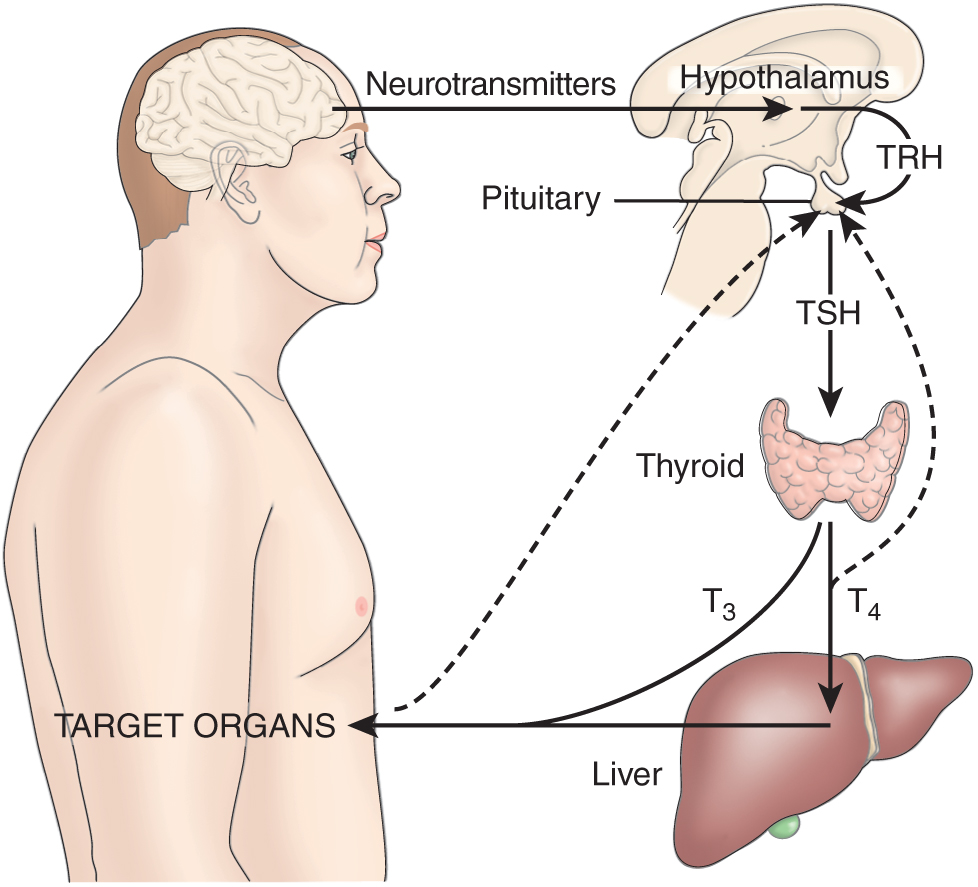 Neurotransmitters
Hypothalamus
TRH
Pituitary
TSH
Thyroid
T3
T4
TARGET ORGANS
Liver